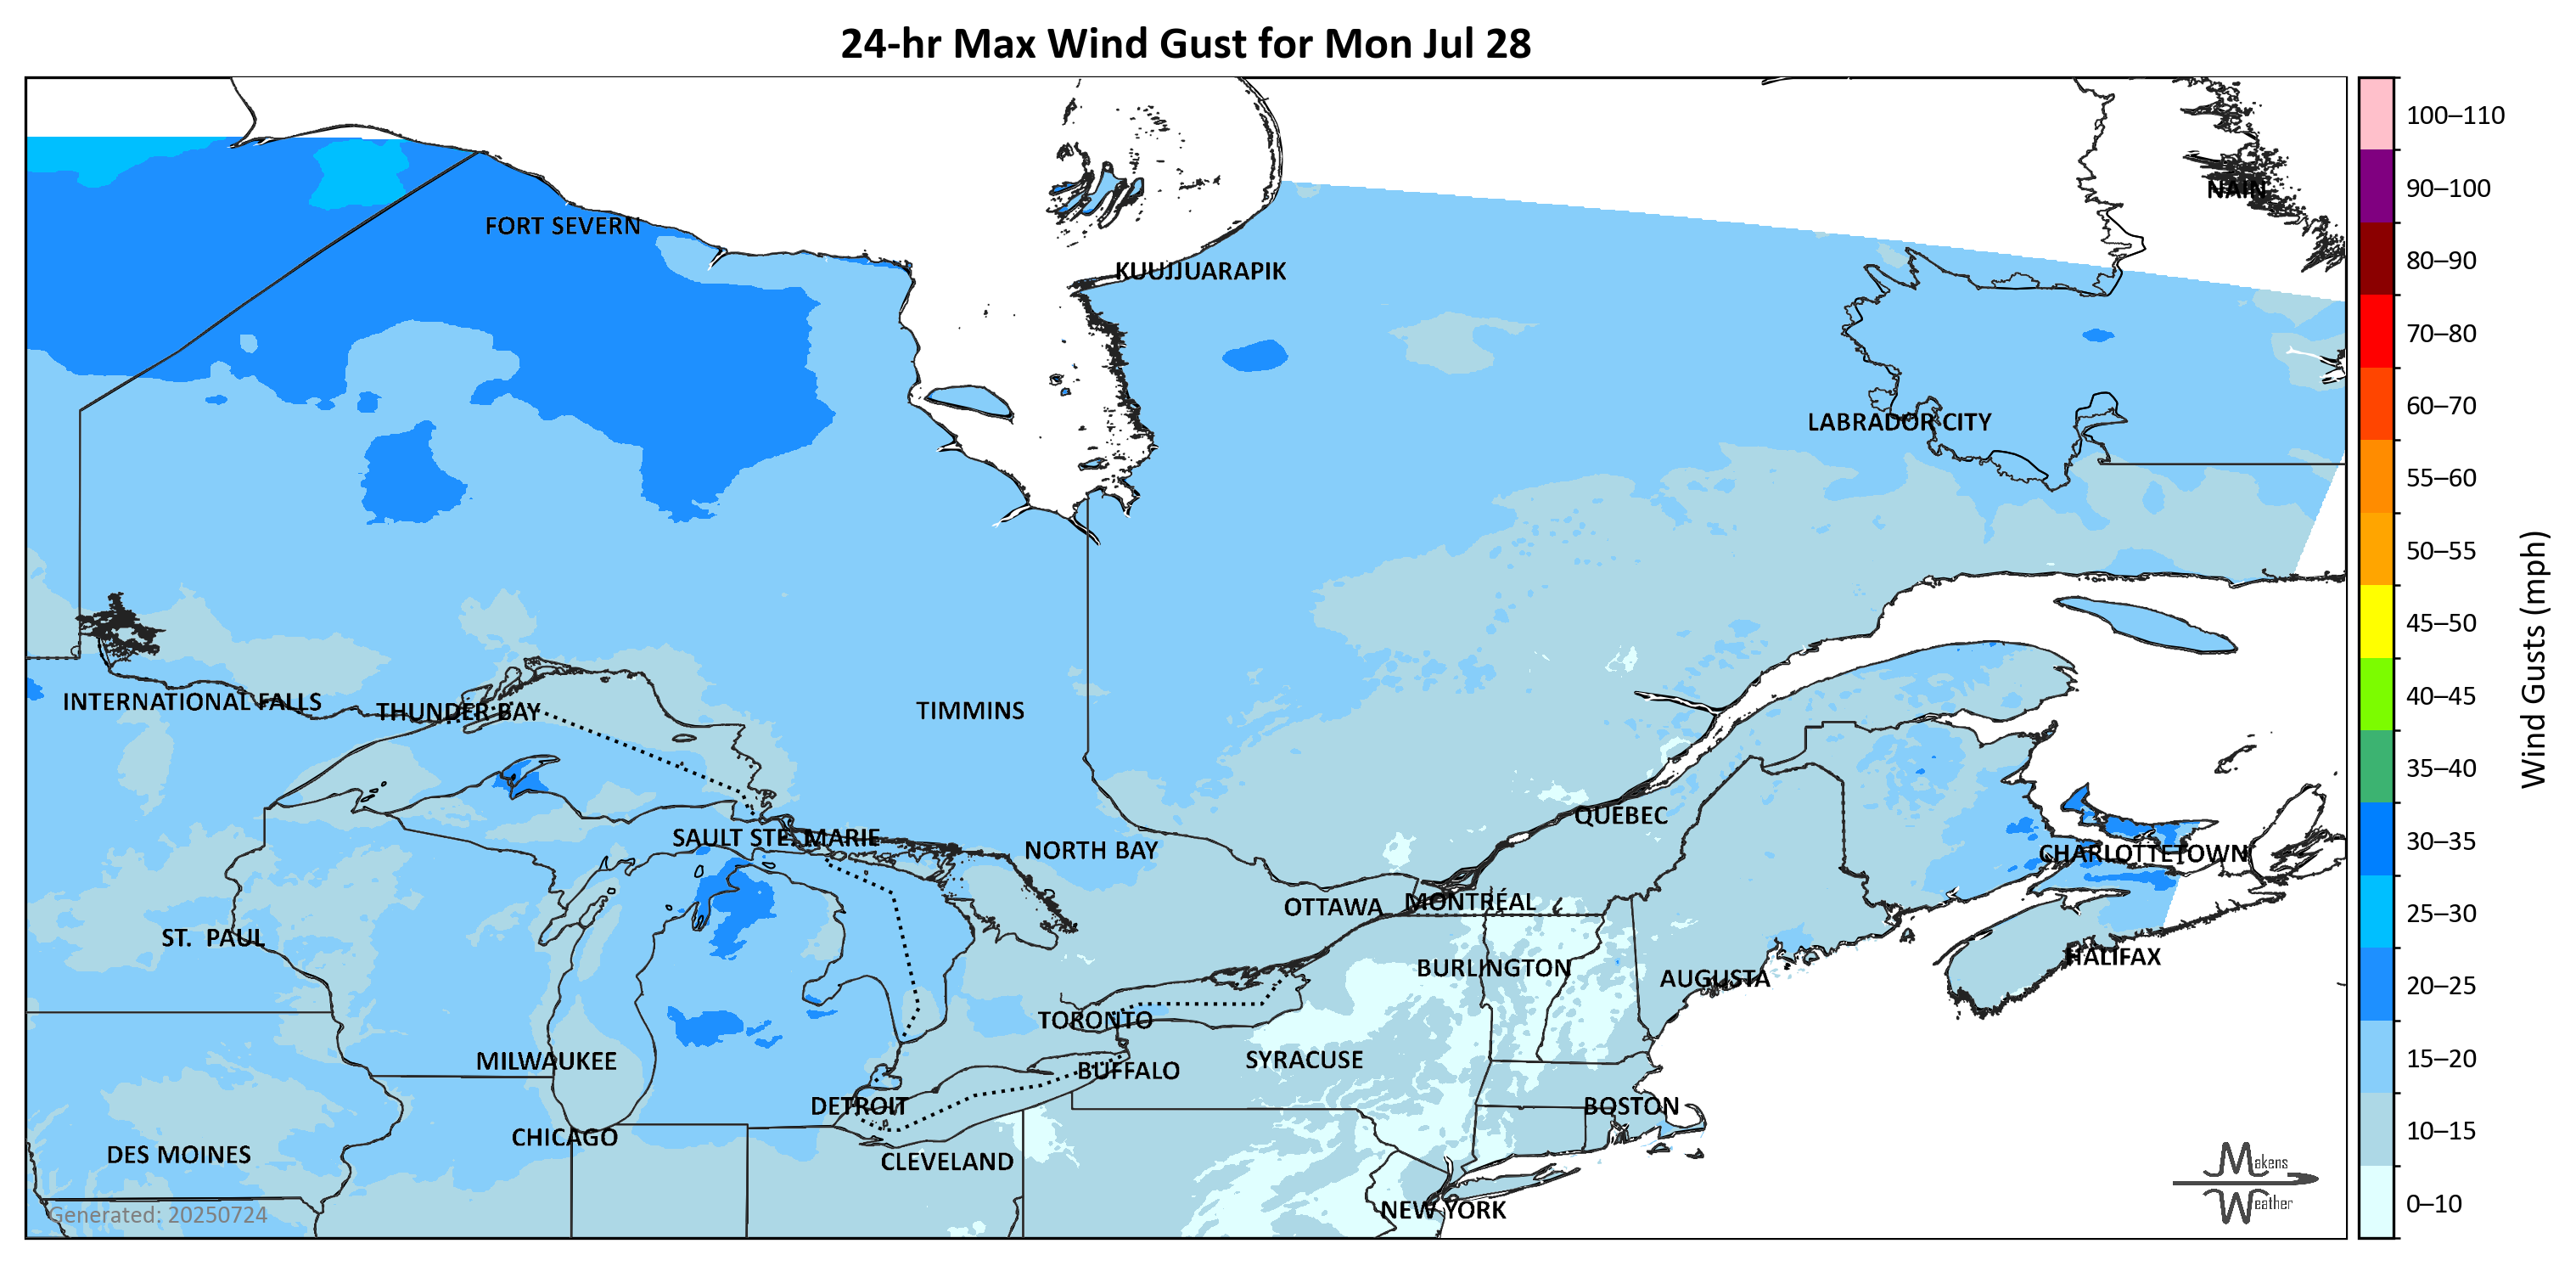 24-hr Max Wind Gust for Mon Jul 28
100–110
90–100
NAIN
FORT SEVERN
80–90
KUUJJUARAPIK
70–80
60–70
LABRADOR CITY
55–60
50–55
45–50
INTERNATIONAL FALLS
THUNDER BAY
TIMMINS
40–45
Wind Gusts (mph)
35–40
QUEBEC
SAULT STE. MARIE
NORTH BAY
CHARLOTTETOWN
30–35
OTTAWA
MONTRÉAL
25–30
ST. PAUL
BURLINGTON
HALIFAX
AUGUSTA
20–25
TORONTO
MILWAUKEE
SYRACUSE
15–20
BUFFALO
DETROIT
BOSTON
CHICAGO
10–15
DES MOINES
CLEVELAND
Makens
Weather
NEW YORK
0–10
Generated: 20250724